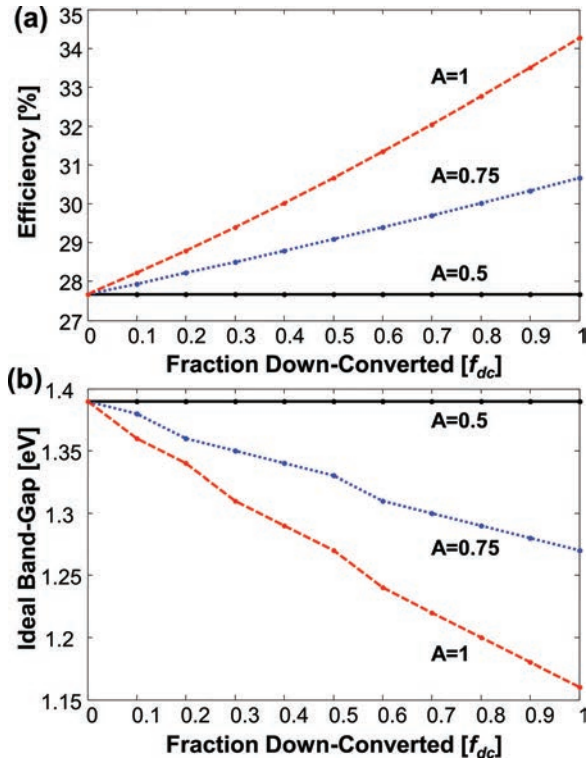 (a)
35
34
33
32
31
30
29
28
27
Efficiency [%]
A=1
A=0.75
A=0.5
0 0.1 0.2 0.3 0.4 0.5 0.6 0.7 0.8 0.9 1
Fraction Down-Converted [fdc]
(b)
1.4
1.35
1.3
1.25
1.2
1.15
Ideal Band-Gap [eV]
A=0.5
A=0.75
A=1
0 0.1 0.2 0.3 0.4 0.5 0.6 0.7 0.8 0.9 1
Fraction Down-Converted [fdc]